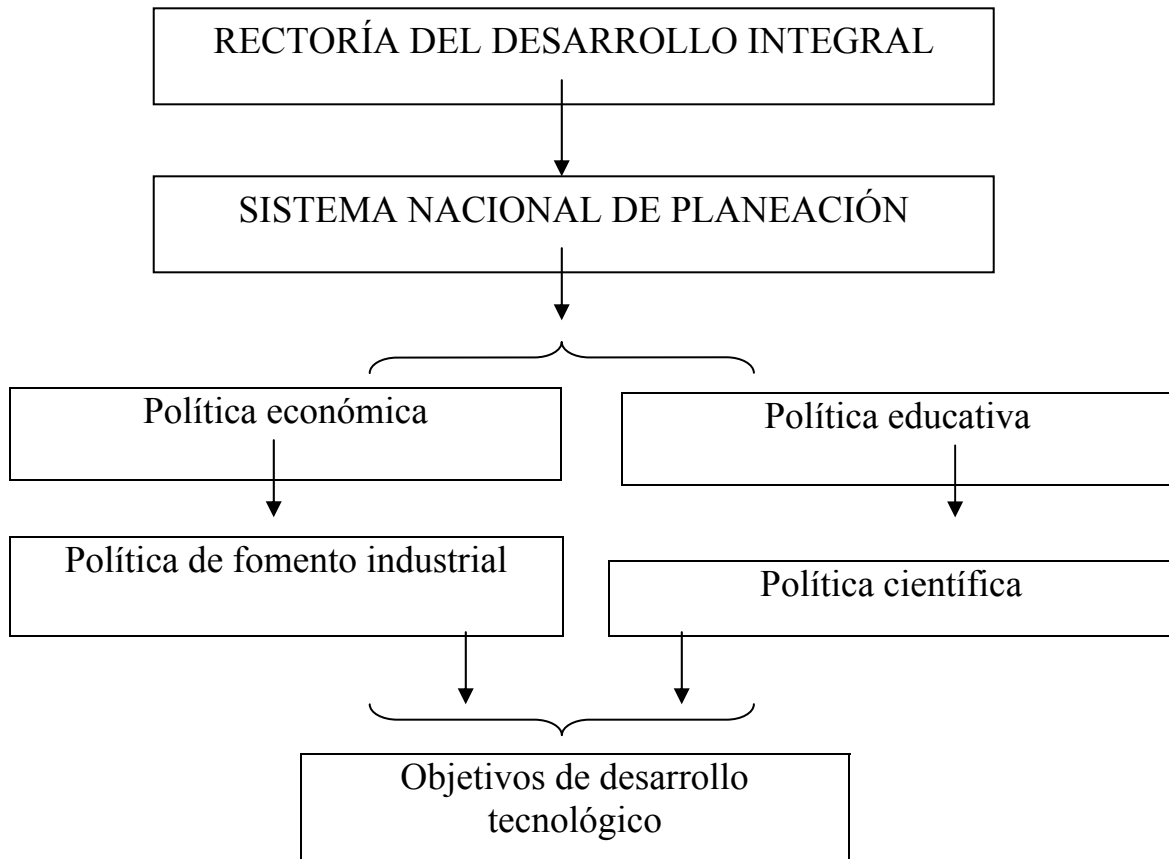 RECTORÍA DEL DESARROLLO INTEGRAL
SISTEMA NACIONAL DE PLANEACIÓN
Política económica
Política educativa
Política de fomento industrial
Política científica
Objetivos de desarrollo
tecnológico